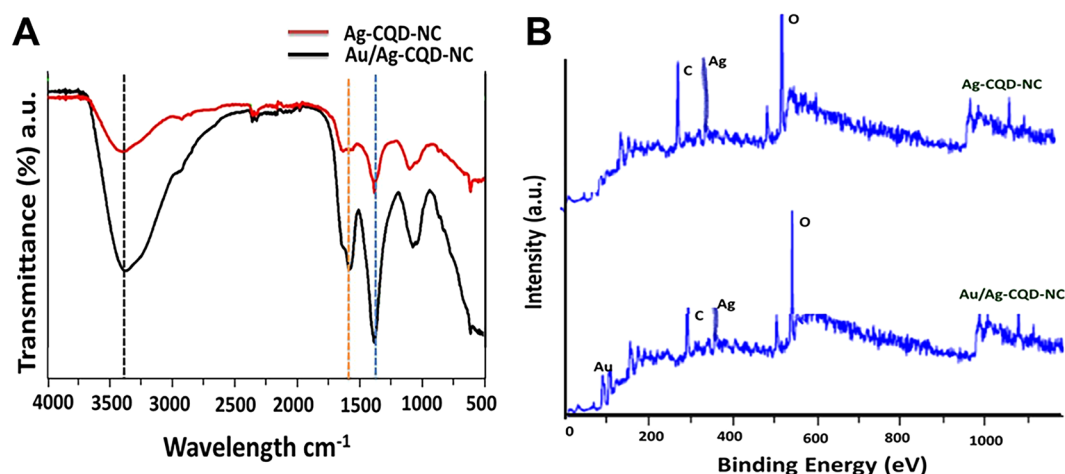 A
Ag-CQD-NC
Au/Ag-CQD-NC
Transmittance (%) a.u.
4000 3500 3000 2500 2000 1500 1000 500
Wavelength cm-1
B
O
C
Ag
Ag-CQD-NC
O
C
Ag
Au/Ag-CQD-NC
Au
Intensity (a.u.)
0 200 400 600 800 1000
Binding Energy (eV)